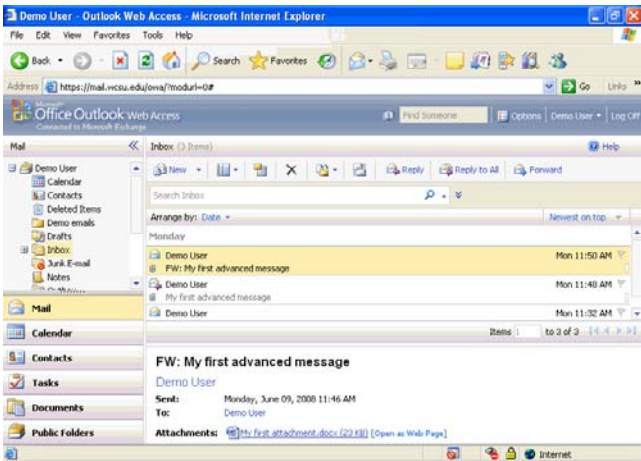 Demo User - Outlook Web Access - Microsoft Internet Explorer
File Edit View Favorites Tools Help
Back Search Favorites
Address https://mail.wcsu.edu/owa/?modurl=0# Go Links »
Microsoft
Office Outlook Web Access
Connected to Microsoft Exchange
Find Someone Options Demo User Log Off
Mail « Inbox (3 Items) Help
Demo User
Calendar
Contacts
Deleted Items
Demo emails
Drafts
Inbox
Junk E-mail
Notes
New Reply Reply to All Forward
Search Inbox
Arrange by: Date Newest on top
Monday
Demo User Mon 11:50 AM
FW: My first advanced message
Demo User Mon 11:48 AM
My first advanced message
Demo User Mon 11:32 AM
Items 1 to 3 of 3
Mail
Calendar
Contacts
Tasks
Documents
Public Folders
FW: My first advanced message
Demo User
Sent: Monday, June 09, 2008 11:46 AM
To: Demo User
Attachments: My first attachment.docx (23 KB) [Open as Web Page]
Internet